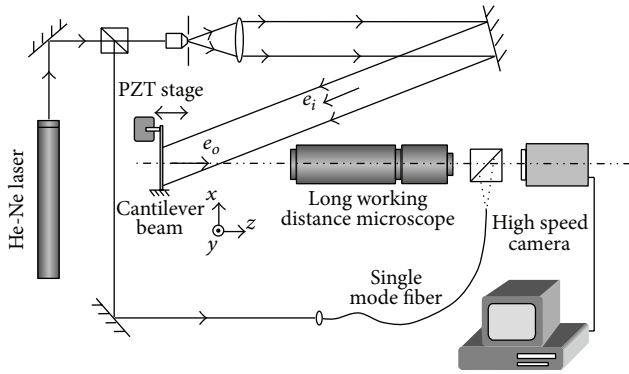 PZT stage
e_i
e_o
He-Ne laser
Cantilever
beam
x
y
z
Long working
distance microscope
High speed
camera
Single
mode fiber